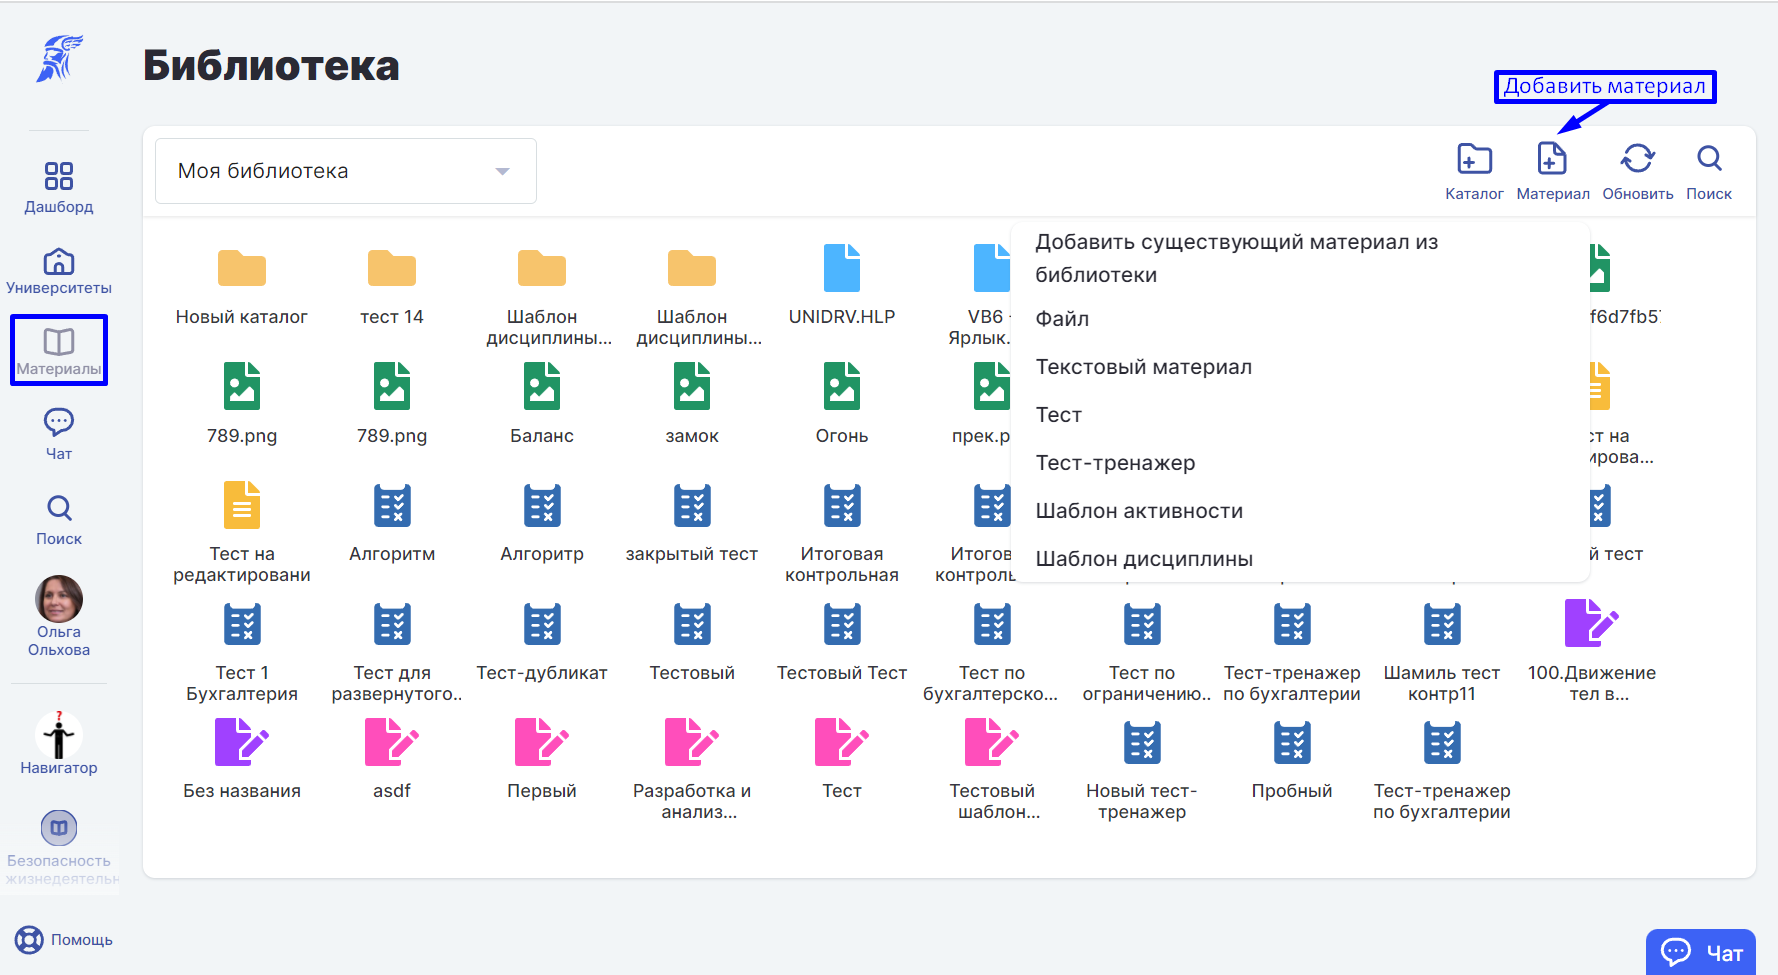 Библиотека
Добавить материал
Моя библиотека
Каталог
Материал
Обновить
Поиск
Дашборд
Университеты
Материалы
Чат
Поиск
Ольга
Ольхова
Навигатор
Безопасность
жизнедеятельн
Помощь
Добавить существующий материал из
библиотеки
Файл
Текстовый материал
Тест
Тест-тренажер
Шаблон активности
Шаблон дисциплины
Новый каталог
тест 14
Шаблон
дисциплины...
Шаблон
дисциплины...
UNIDRV.HLP
VB6 -
Ярлык.
f6d7fb5
789.png
789.png
Баланс
замок
Огонь
прек.p
ст на
ирова...
Тест на
редактировани
Алгоритм
Алгоритр
закрытый тест
Итоговая
контрольная
Итогов
контроль
й тест
Тест 1
Бухгалтерия
Тест для
развернутого..
Тест-дубликат
Тестовый
Тестовый Тест
Тест по
бухгалтерско...
Тест по
ограничению..
Тест-тренажер
по бухгалтерии
Шамиль тест
контр11
100.Движение
тел в...
Без названия
asdf
Первый
Разработка и
анализ...
Тест
Тестовый
шаблон...
Новый тест-
тренажер
Пробный
Тест-тренажер
по бухгалтерии
Чат